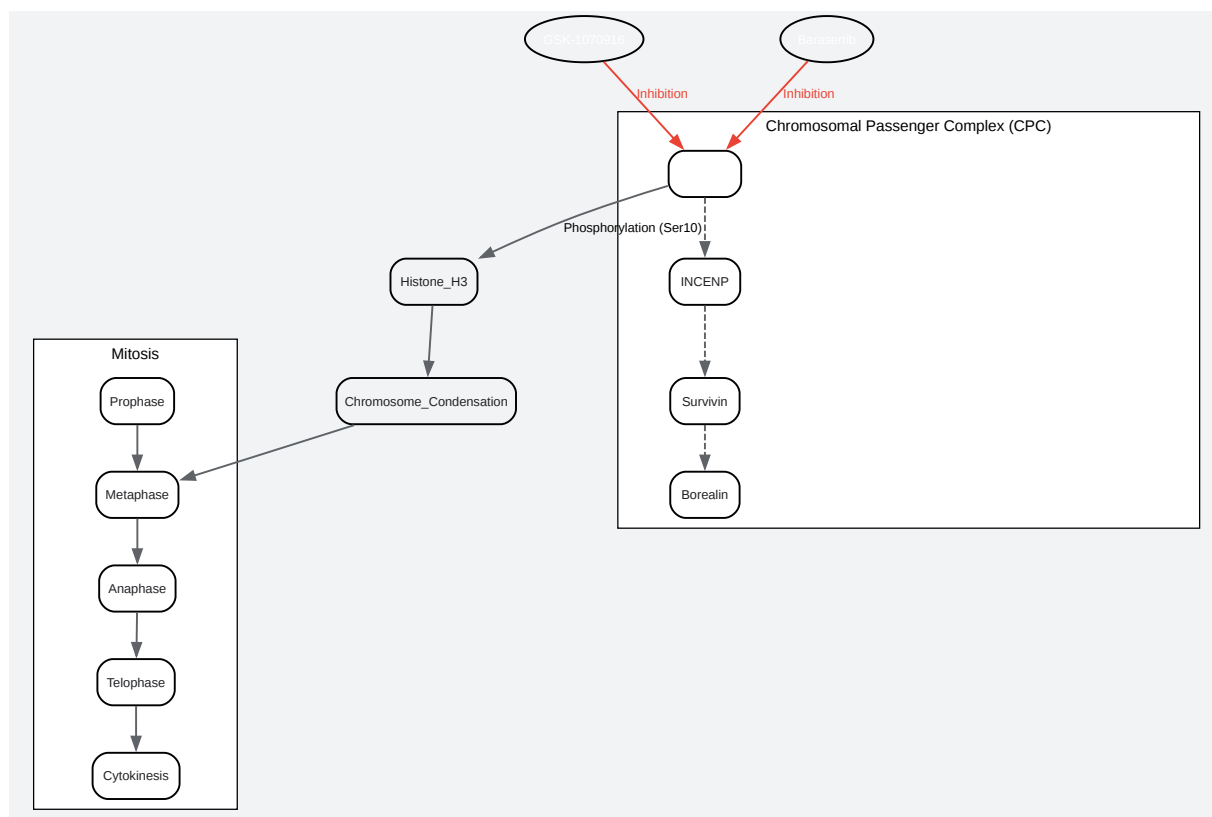 GSK-1070916
Barasertib
Inhibition
Inhibition
Chromosomal Passenger Complex (CPC)
Phosphorylation (Ser10)
Histone_H3
INCENP
Mitosis
Prophase
Chromosome_Condensation
Survivin
Metaphase
Borealin
Anaphase
Telophase
Cytokinesis